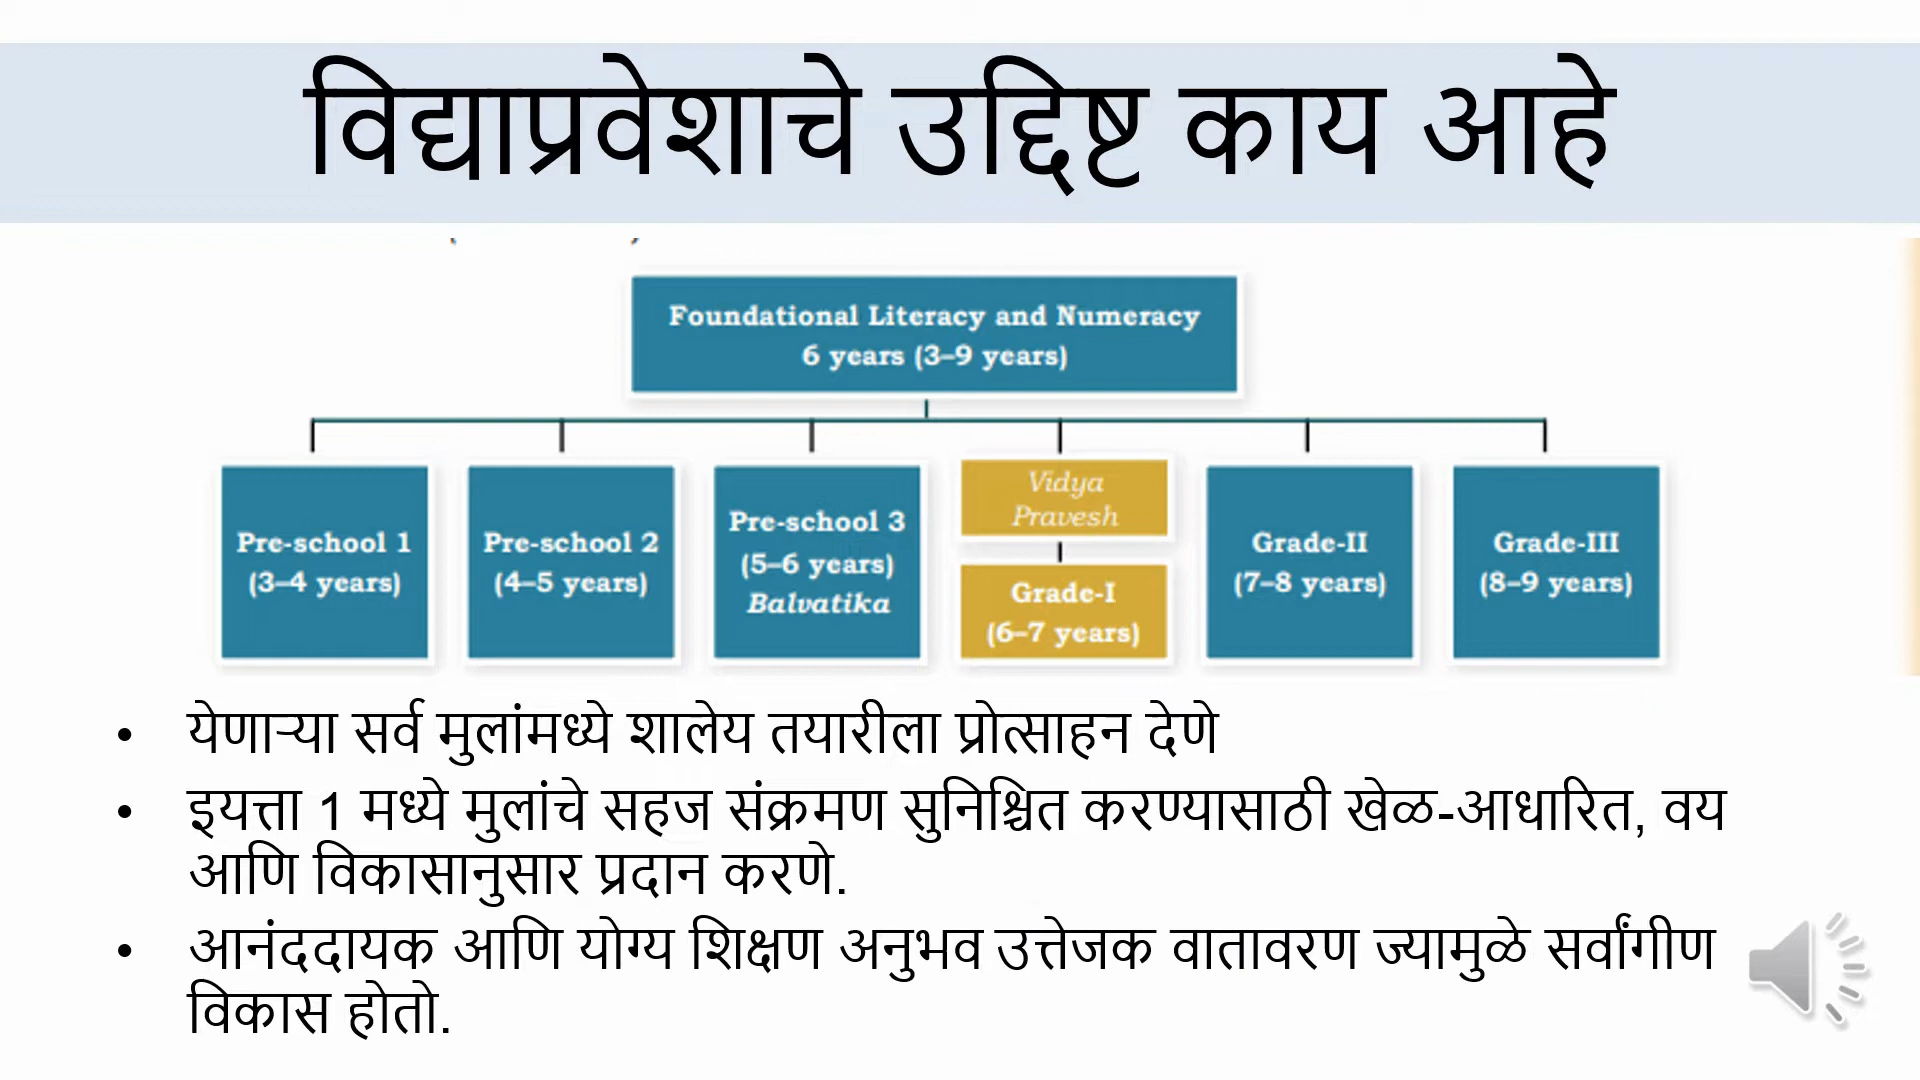 विद्याप्रवेशाचे उद्दिष्ट काय आहे
Foundational Literacy and Numeracy
6 years (3–9 years)
Pre-school 1
(3–4 years)
Pre-school 2
(4–5 years)
Pre-school 3
(5–6 years)
Balvatika
Vidya
Pravesh
Grade-I
(6–7 years)
Grade-II
(7–8 years)
Grade-III
(8–9 years)
• येणाऱ्या सर्व मुलांमध्ये शालेय तयारीला प्रोत्साहन देणे
• इयत्ता 1 मध्ये मुलांचे सहज संक्रमण सुनिश्चित करण्यासाठी खेळ-आधारित, वय
आणि विकासानुसार प्रदान करणे.
• आनंददायक आणि योग्य शिक्षण अनुभव उत्तेजक वातावरण ज्यामुळे सर्वांगीण
विकास होतो.